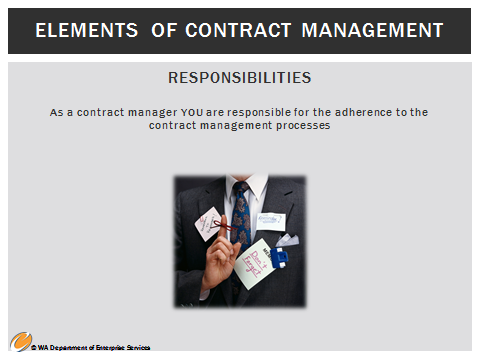 ELEMENTS OF CONTRACT MANAGEMENT
RESPONSIBILITIES
As a contract manager YOU are responsible for the adherence to the
contract management processes
Don't
Forget
© WA Department of Enterprise Services